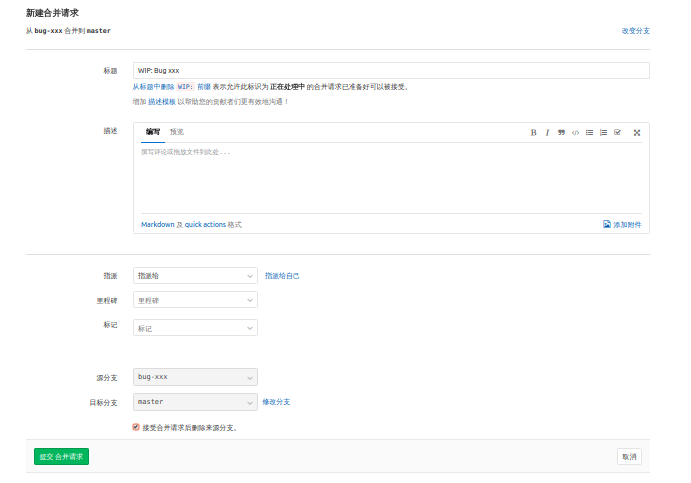 新建合并请求
从 bug-xxx 合并到 master
改变分支
标题
WIP: Bug xxx
从标题中删除 WIP: 前缀 表示允许此标识为 正在处理中 的合并请求已准备好可以被接受。
增加 描述模板 以帮助您的贡献者们更有效地沟通！
描述
编写 预览
撰写评论或拖放文件到此处...
Markdown 及 quick actions 格式
添加附件
指派
指派给
指派给自己
里程碑
里程碑
标记
标记
源分支
bug-xxx
目标分支
master
修改分支
接受合并请求后删除来源分支。
提交 合并请求
取消